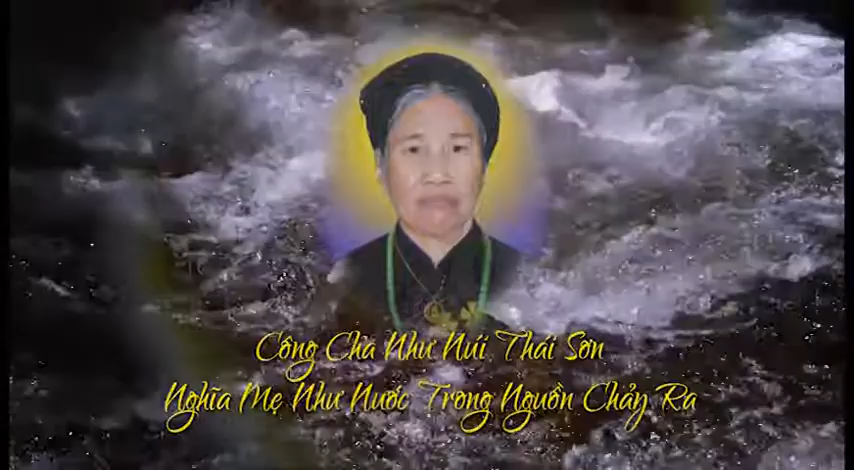 Công Cha Như Núi Thái Sơn
Nghĩa Mẹ Như Nước Trong Nguồn Chảy Ra